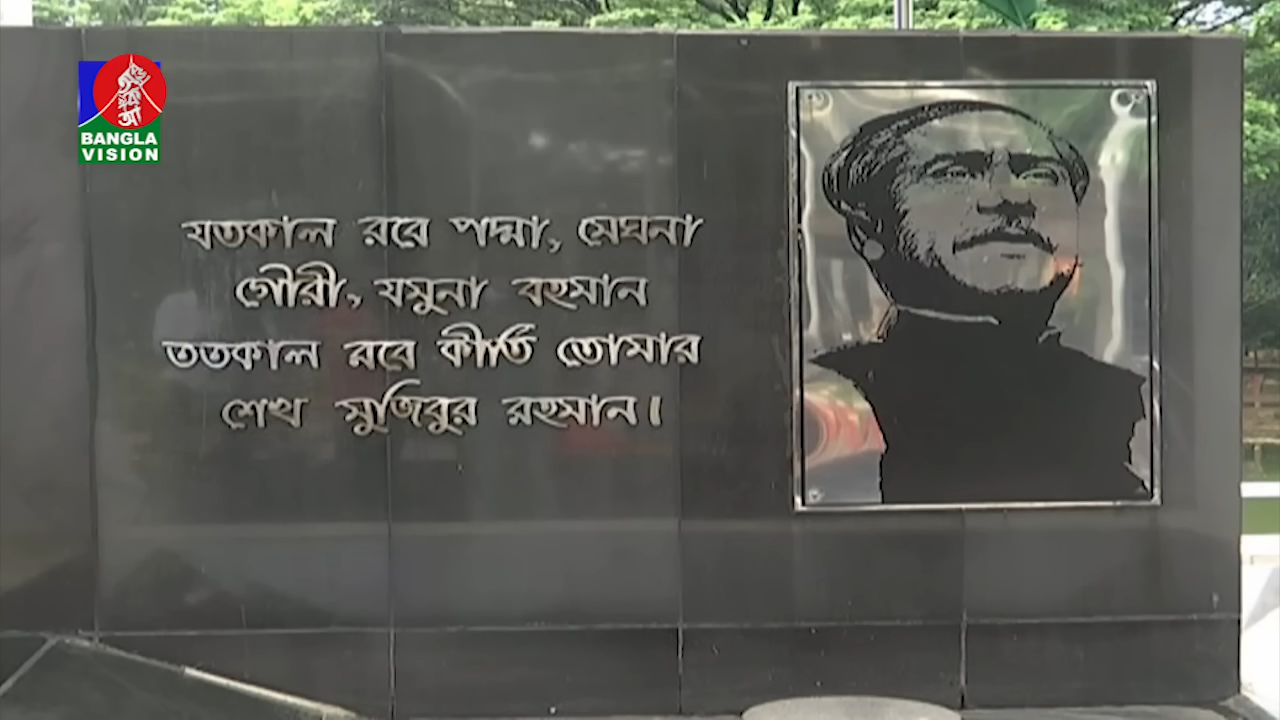 BANGLA
VISION
যতকাল রবে পদ্মা, মেঘনা
গৌরী, যমুনা বহমান
ততকাল রবে কীর্তি তোমার
শেখ মুজিবুর রহমান।